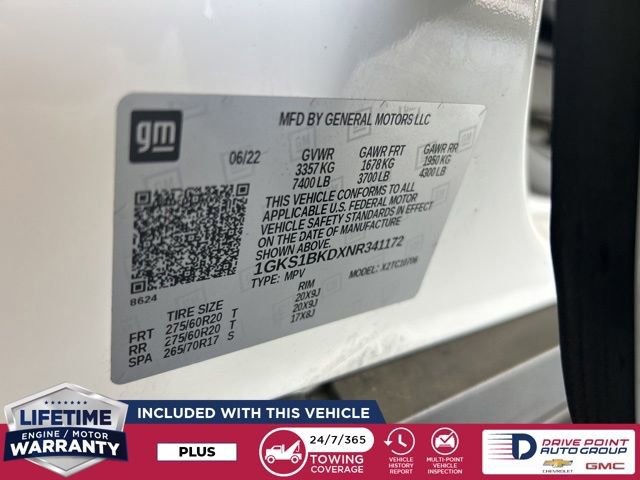 gm
MFD BY GENERAL MOTORS LLC
06/22 GVWR GAWR FRT GAWR RR
3357 KG 1678 KG 1950 KG
7400 LB 3700 LB 4300 LB
THIS VEHICLE CONFORMS TO ALL
APPLICABLE U.S. FEDERAL MOTOR
VEHICLE SAFETY STANDARDS IN EFFECT
ON THE DATE OF MANUFACTURE
SHOWN ABOVE.
1GKS1BKDXNR341172
TYPE: MPV MODEL: X2TC10706
8624
TIRE SIZE RIM
FRT 275/60R20 T 20X9J
RR 275/60R20 T 20X9J
SPA 265/70R17 S 17X8J
LIFETIME
ENGINE / MOTOR
WARRANTY
INCLUDED WITH THIS VEHICLE
PLUS
24/7/365
TOWING
COVERAGE
VEHICLE
HISTORY
REPORT
MULTI-POINT
VEHICLE
INSPECTION
D
DRIVE POINT
AUTO GROUP
CHEVROLET GMC